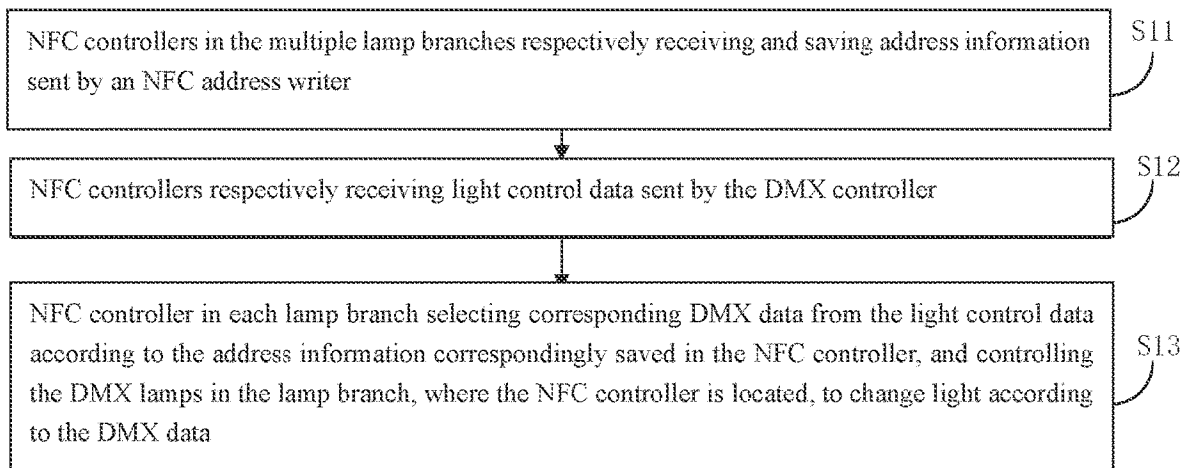 NFC controllers in the multiple lamp branches respectively receiving and saving address information
sent by an NFC address writer
S11
NFC controllers respectively receiving light control data sent by the DMX controller
S12
NFC controller in each lamp branch selecting corresponding DMX data from the light control data
according to the address information correspondingly saved in the NFC controller, and controlling
the DMX lamps in the lamp branch, where the NFC controller is located, to change light according
to the DMX data
S13